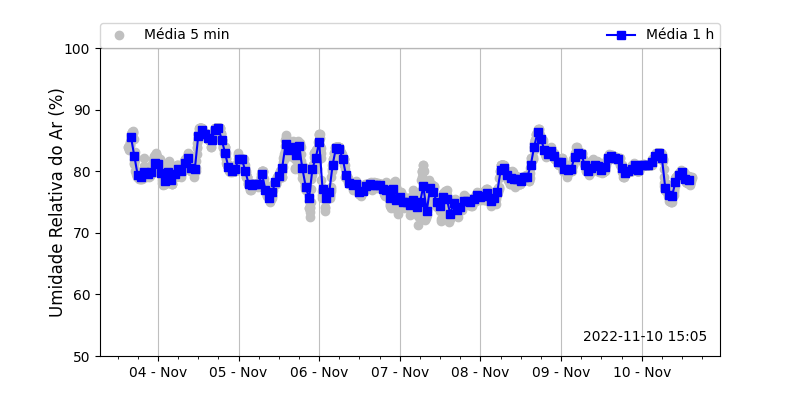 Média 5 min
Média 1 h
Umidade Relativa do Ar (%)
100
90
80
70
60
50
2022-11-10 15:05
04 - Nov
05 - Nov
06 - Nov
07 - Nov
08 - Nov
09 - Nov
10 - Nov